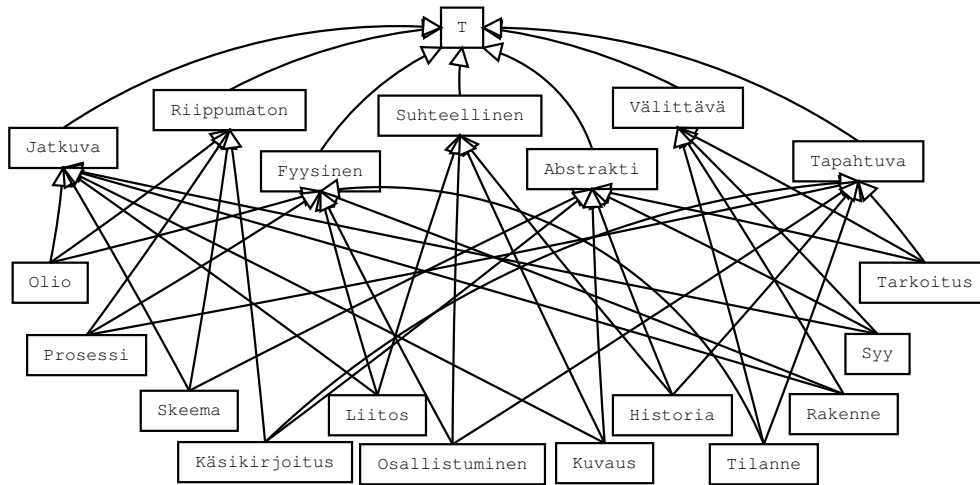 T
Riippumaton
Suhteellinen
Välittävä
Jatkuva
Fyysinen
Abstrakti
Tapahtuva
Olio
Tarkoitus
Prosessi
Syy
Skeema
Liitos
Historia
Rakenne
Käsikirjoitus
Osallistuminen
Kuvaus
Tilanne